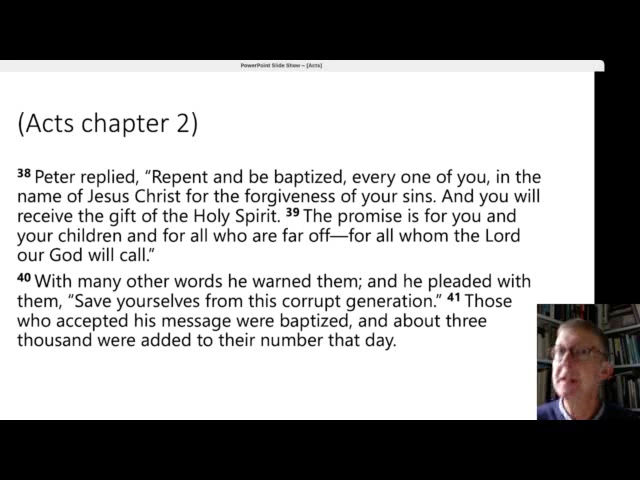 PowerPoint Slide Show – [Acts]
(Acts chapter 2)
38 Peter replied, “Repent and be baptized, every one of you, in the
name of Jesus Christ for the forgiveness of your sins. And you will
receive the gift of the Holy Spirit. 39 The promise is for you and
your children and for all who are far off—for all whom the Lord
our God will call.”
40 With many other words he warned them; and he pleaded with
them, “Save yourselves from this corrupt generation.” 41 Those
who accepted his message were baptized, and about three
thousand were added to their number that day.